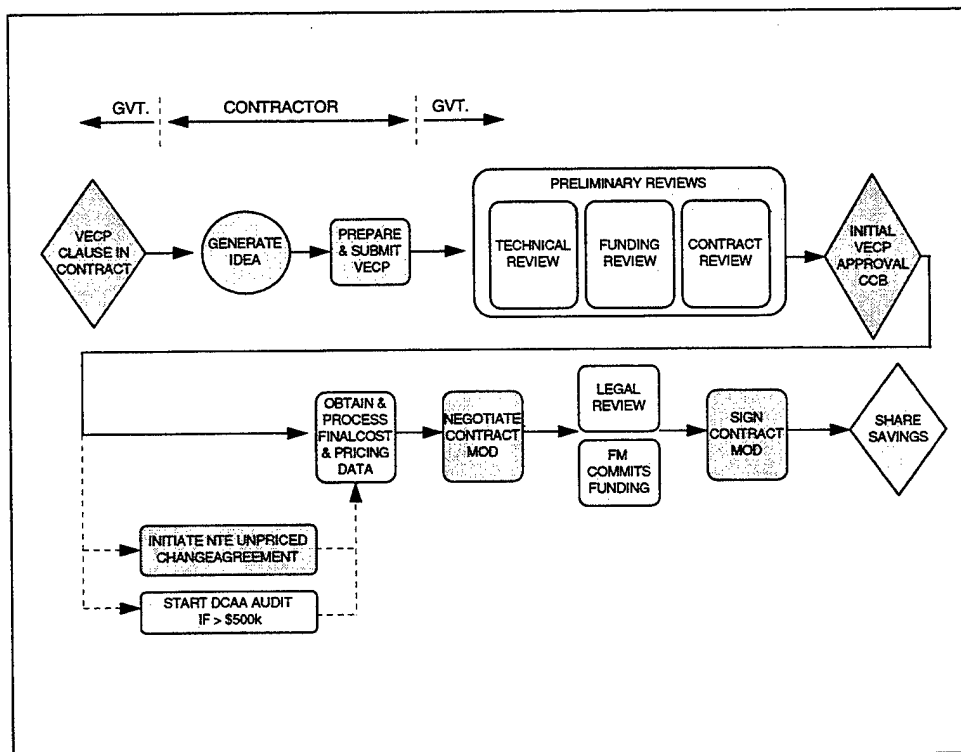 GVT.
CONTRACTOR
GVT.
VECP
CLAUSE IN
CONTRACT
GENERATE
IDEA
PREPARE
& SUBMIT
VECP
PRELIMINARY REVIEWS
TECHNICAL
REVIEW
FUNDING
REVIEW
CONTRACT
REVIEW
INITIAL
VECP
APPROVAL
CCB
OBTAIN &
PROCESS
FINALCOST
& PRICING
DATA
NEGOTIATE
CONTRACT
MOD
LEGAL
REVIEW
FM
COMMITS
FUNDING
SIGN
CONTRACT
MOD
SHARE
SAVINGS
INITIATE NTE UNPRICED
CHANGEAGREEMENT
START DCAA AUDIT
IF > $500k